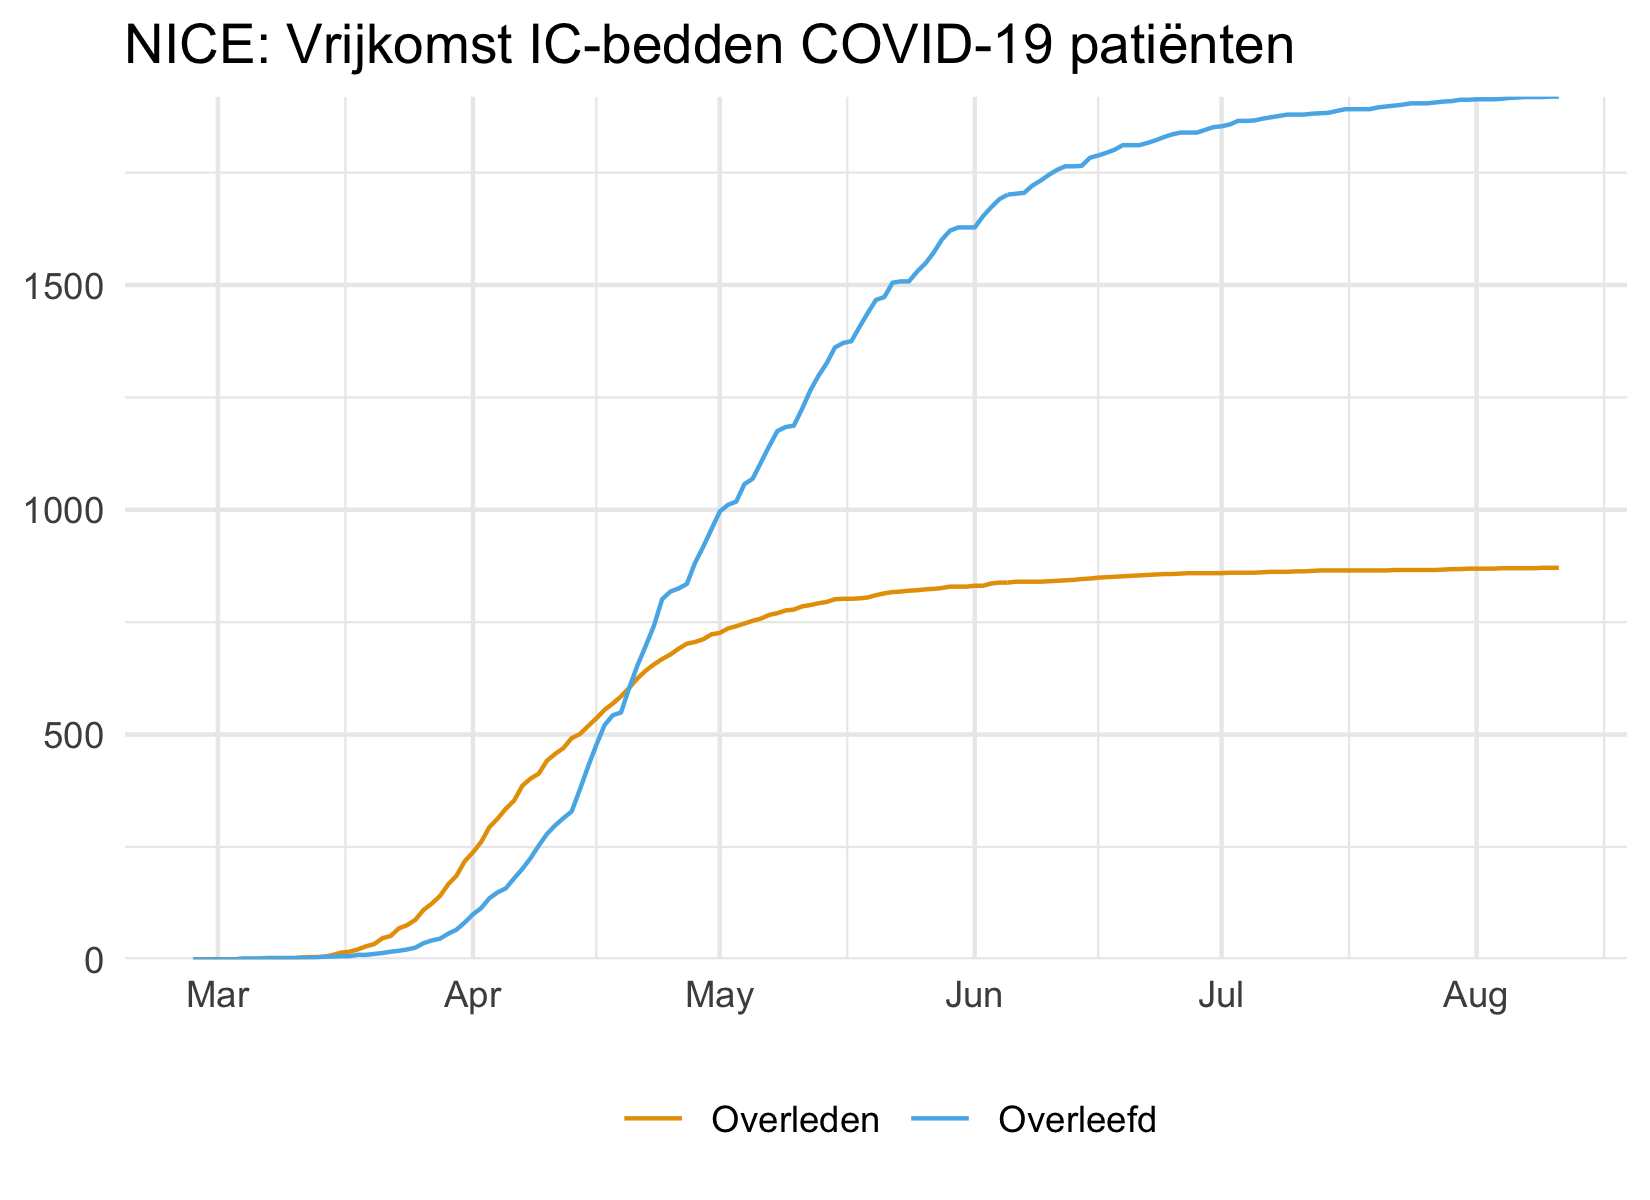 NICE: Vrijkomst IC-bedden COVID-19 patiënten
1500
1000
500
0
Mar Apr May Jun Jul Aug
Overleden Overleefd